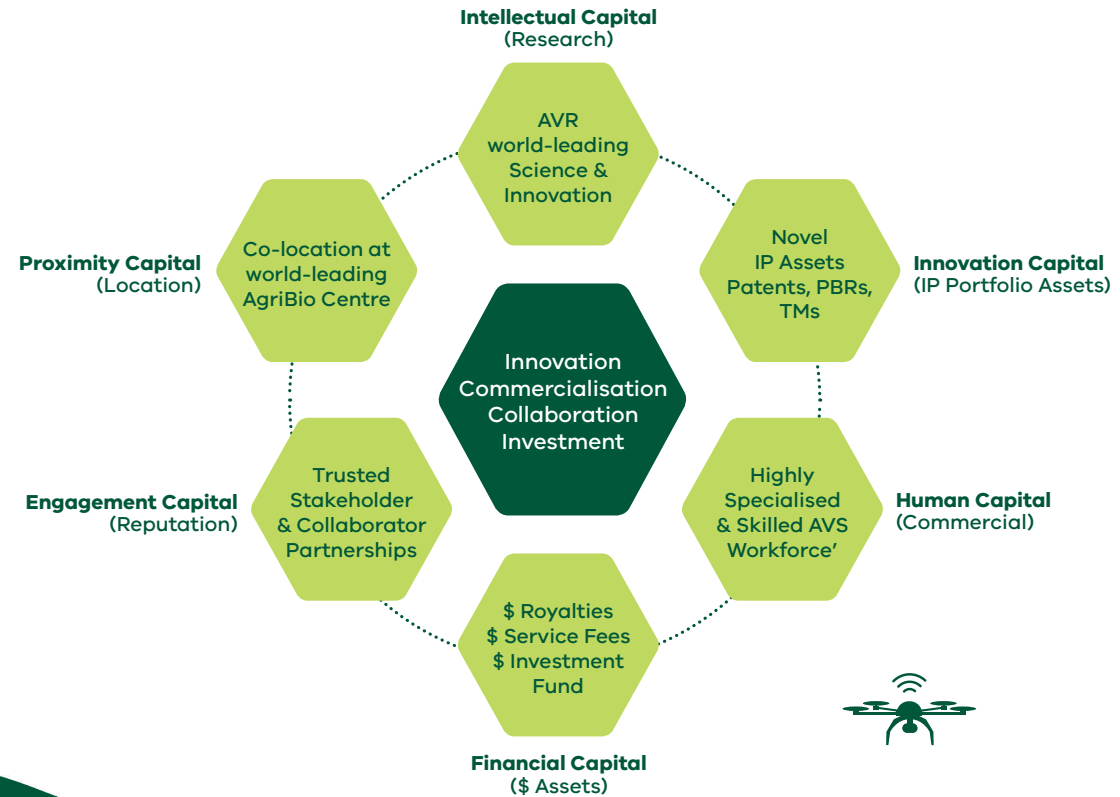 Intellectual Capital
(Research)
AVR
world-leading
Science &
Innovation
Novel
IP Assets
Patents, PBRs,
TMs
Innovation Capital
(IP Portfolio Assets)
Highly
Specialised
& Skilled AVS
Workforce’
Human Capital
(Commercial)
$ Royalties
$ Service Fees
$ Investment
Fund
Financial Capital
($ Assets)
Trusted
Stakeholder
& Collaborator
Partnerships
Engagement Capital
(Reputation)
Co-location at
world-leading
AgriBio Centre
Proximity Capital
(Location)
Innovation
Commercialisation
Collaboration
Investment